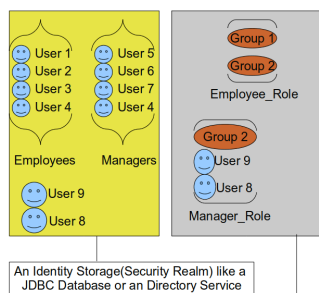 User 1
User 2
User 3
User 4
User 5
User 6
User 7
User 4
Employees
Managers
User 9
User 8
Group 1
Group 2
Employee_Role
Group 2
User 9
User 8
Manager_Role
An Identity Storage(Security Realm) like a
JDBC Database or an Directory Service